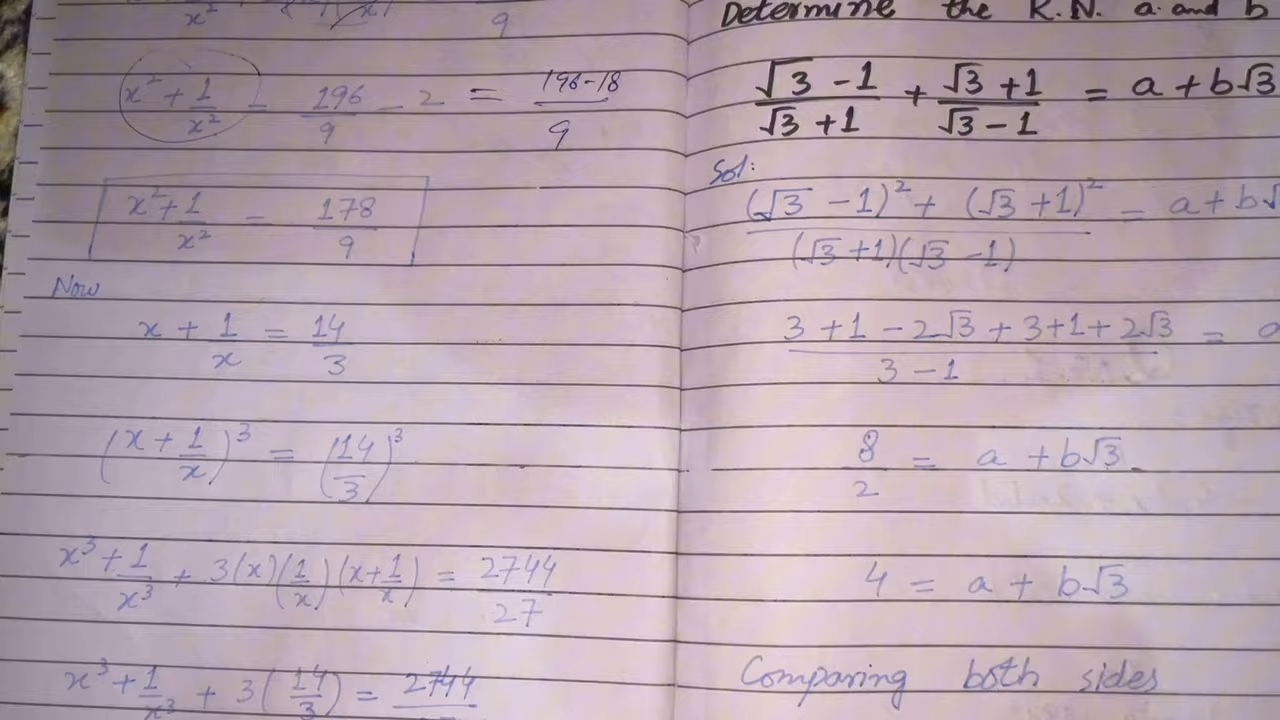 x² 9
x² + 1/x² = 196/9 - 2 = 196-18/9
x² + 1/x² = 178/9
Now
x + 1/x = 14/3
(x + 1/x)³ = (14/3)³
x³ + 1/x³ + 3(x)(1/x)(x + 1/x) = 2744/27
x³ + 1/x³ + 3(14/3) = 2744
Determine the R.N. a and b
√3 - 1/√3 + 1 + √3 + 1/√3 - 1 = a + b√3
Sol:
(√3 - 1)² + (√3 + 1)²/(√3 + 1)(√3 - 1) = a + b√
3 + 1 - 2√3 + 3 + 1 + 2√3/3 - 1 = a
8/2 = a + b√3
4 = a + b√3
Comparing both sides